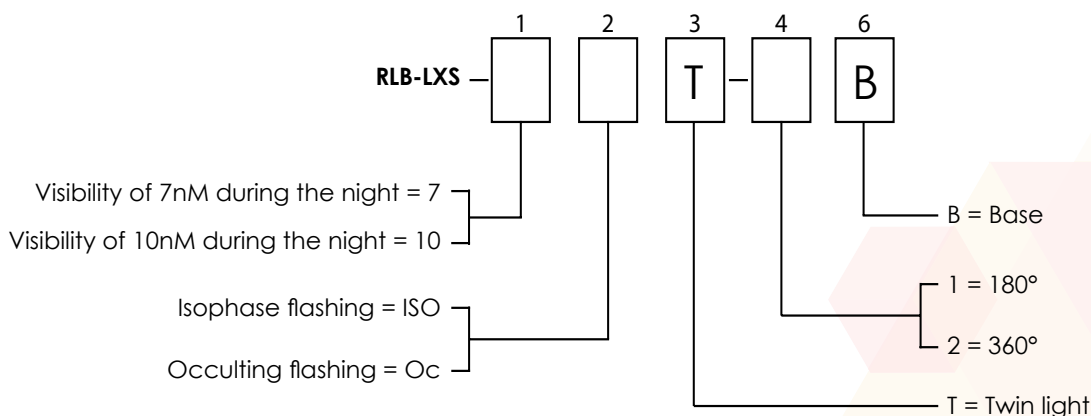 1 2 3 4 6
RLB-LXS – T – B
Visibility of 7nM during the night = 7
Visibility of 10nM during the night = 10
B = Base
1 = 180°
Isophase flashing = ISO
2 = 360°
Occulting flashing = Oc
T = Twin light